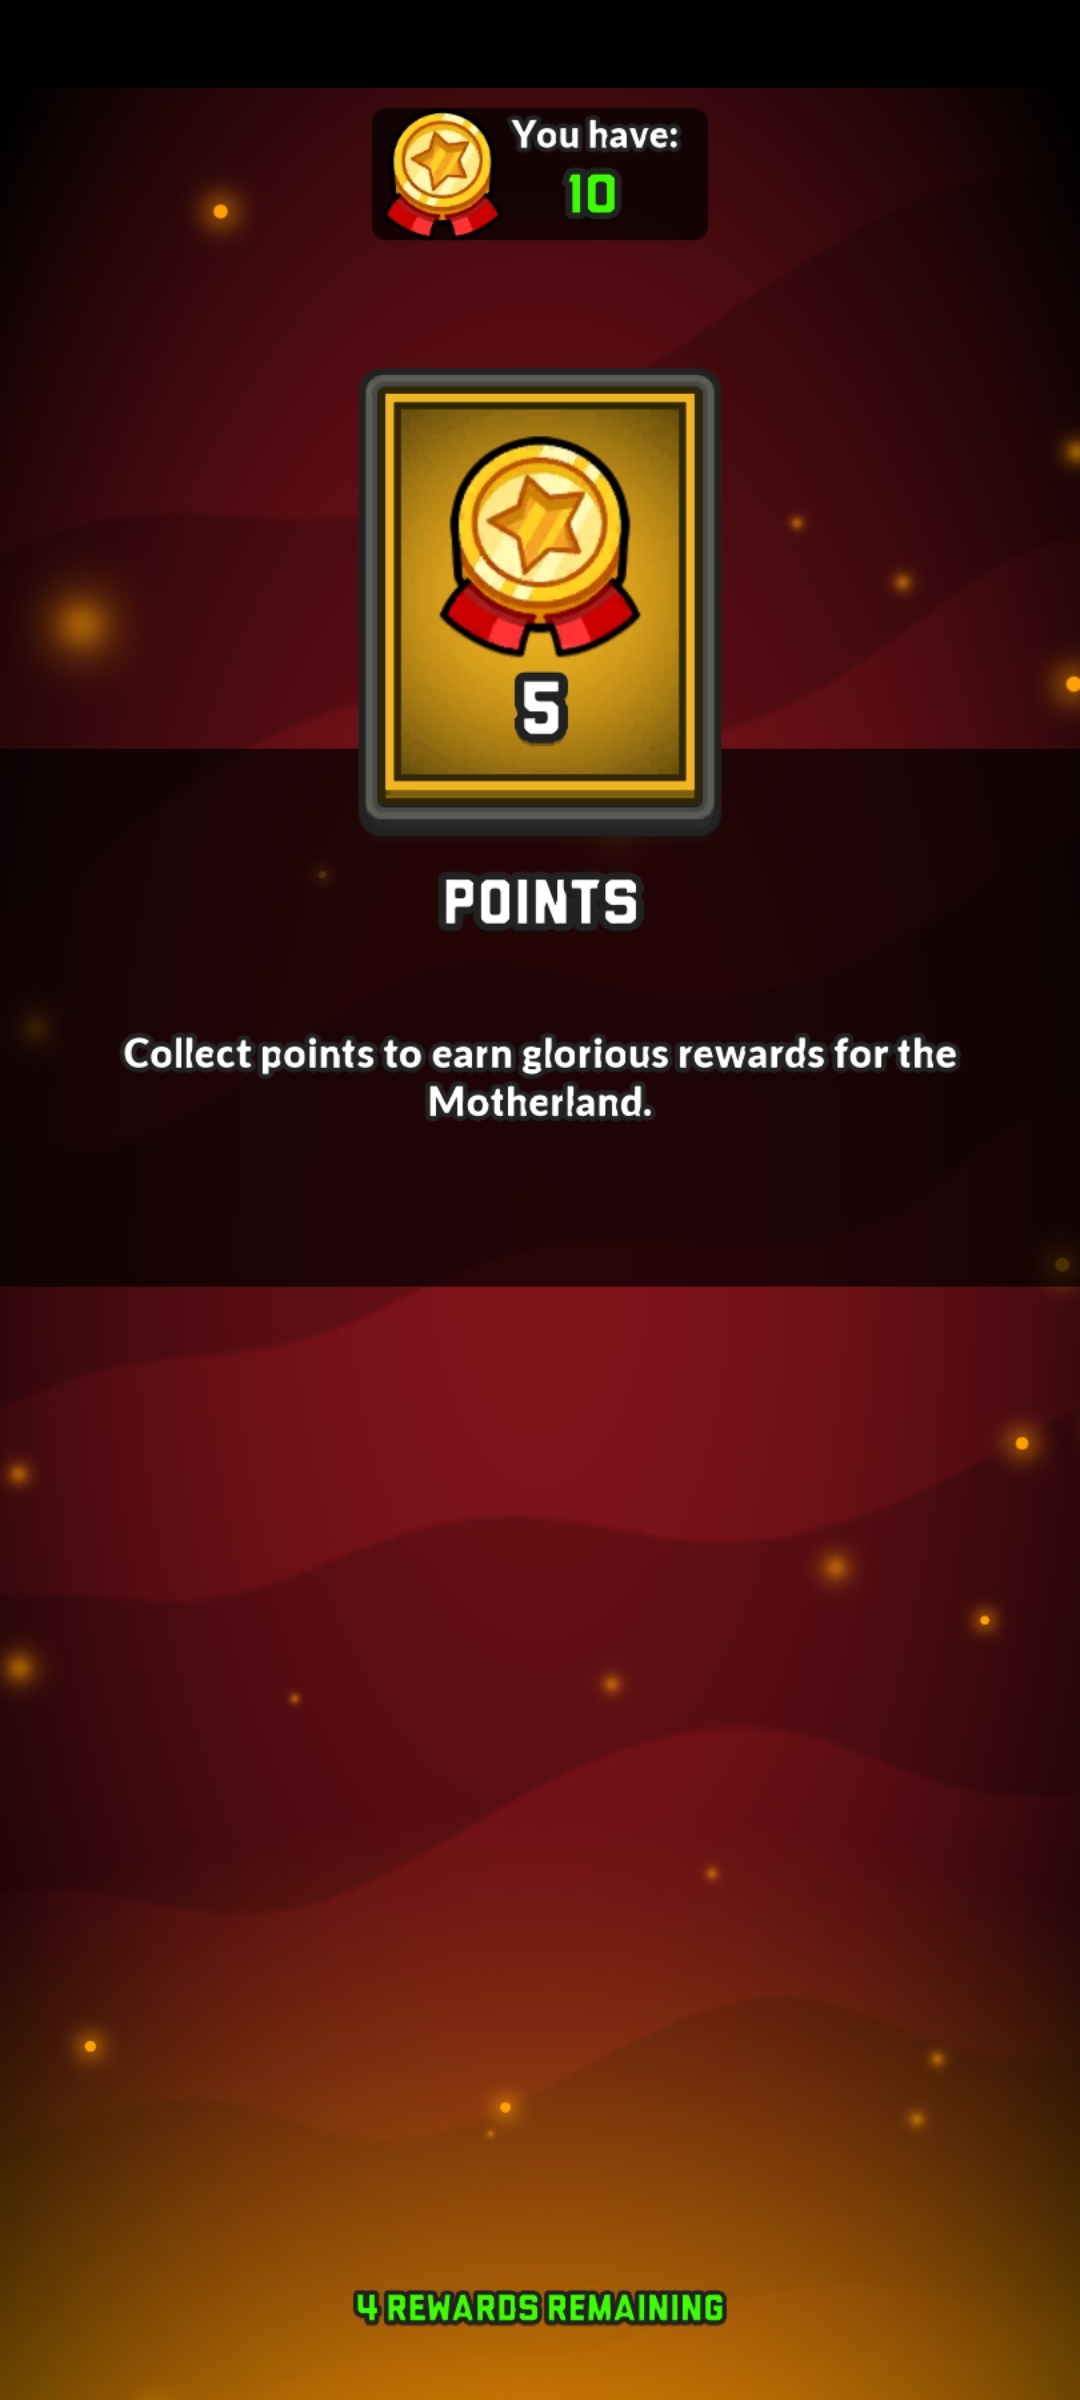 You have:
10
5
POINTS
Collect points to earn glorious rewards for the
Motherland.
4 REWARDS REMAINING